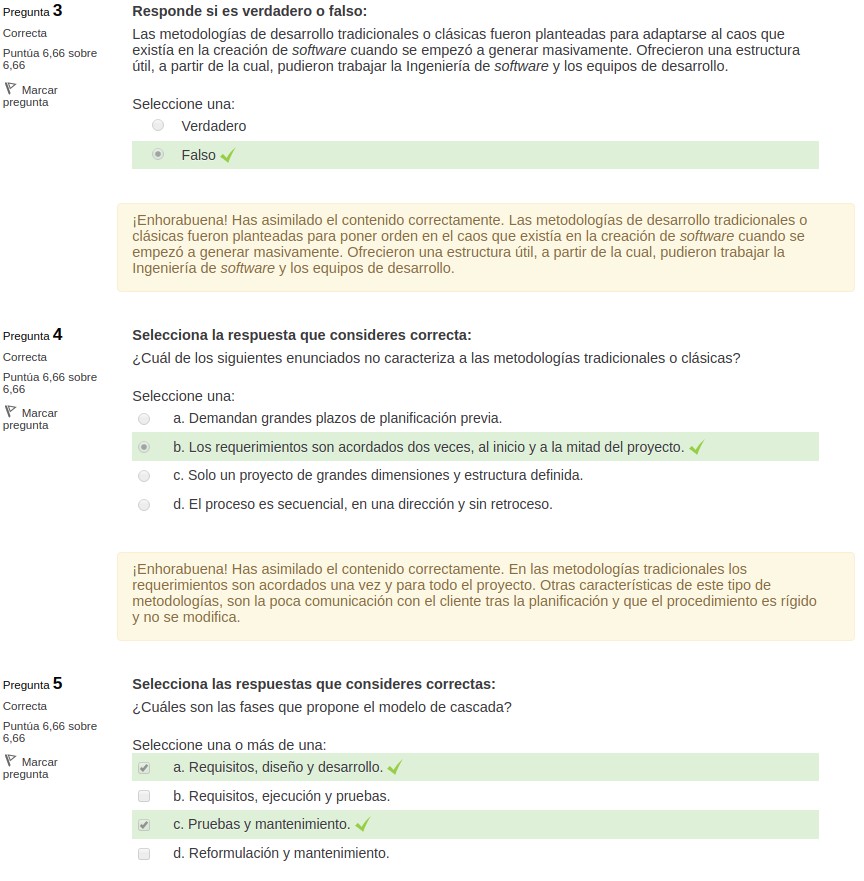 Pregunta 3
Correcta
Puntúa 6,66 sobre
6,66
Marcar
pregunta
Responde si es verdadero o falso:
Las metodologías de desarrollo tradicionales o clásicas fueron planteadas para adaptarse al caos que
existía en la creación de software cuando se empezó a generar masivamente. Ofrecieron una estructura
útil, a partir de la cual, pudieron trabajar la Ingeniería de software y los equipos de desarrollo.
Seleccione una:
Verdadero
Falso
¡Enhorabuena! Has asimilado el contenido correctamente. Las metodologías de desarrollo tradicionales o
clásicas fueron planteadas para poner orden en el caos que existía en la creación de software cuando se
empezó a generar masivamente. Ofrecieron una estructura útil, a partir de la cual, pudieron trabajar la
Ingeniería de software y los equipos de desarrollo.
Pregunta 4
Correcta
Puntúa 6,66 sobre
6,66
Marcar
pregunta
Selecciona la respuesta que consideres correcta:
¿Cuál de los siguientes enunciados no caracteriza a las metodologías tradicionales o clásicas?
Seleccione una:
a. Demandan grandes plazos de planificación previa.
b. Los requerimientos son acordados dos veces, al inicio y a la mitad del proyecto.
c. Solo un proyecto de grandes dimensiones y estructura definida.
d. El proceso es secuencial, en una dirección y sin retroceso.
¡Enhorabuena! Has asimilado el contenido correctamente. En las metodologías tradicionales los
requerimientos son acordados una vez y para todo el proyecto. Otras características de este tipo de
metodologías, son la poca comunicación con el cliente tras la planificación y que el procedimiento es rígido
y no se modifica.
Pregunta 5
Correcta
Puntúa 6,66 sobre
6,66
Marcar
pregunta
Selecciona las respuestas que consideres correctas:
¿Cuáles son las fases que propone el modelo de cascada?
Seleccione una o más de una:
a. Requisitos, diseño y desarrollo.
b. Requisitos, ejecución y pruebas.
c. Pruebas y mantenimiento.
d. Reformulación y mantenimiento.